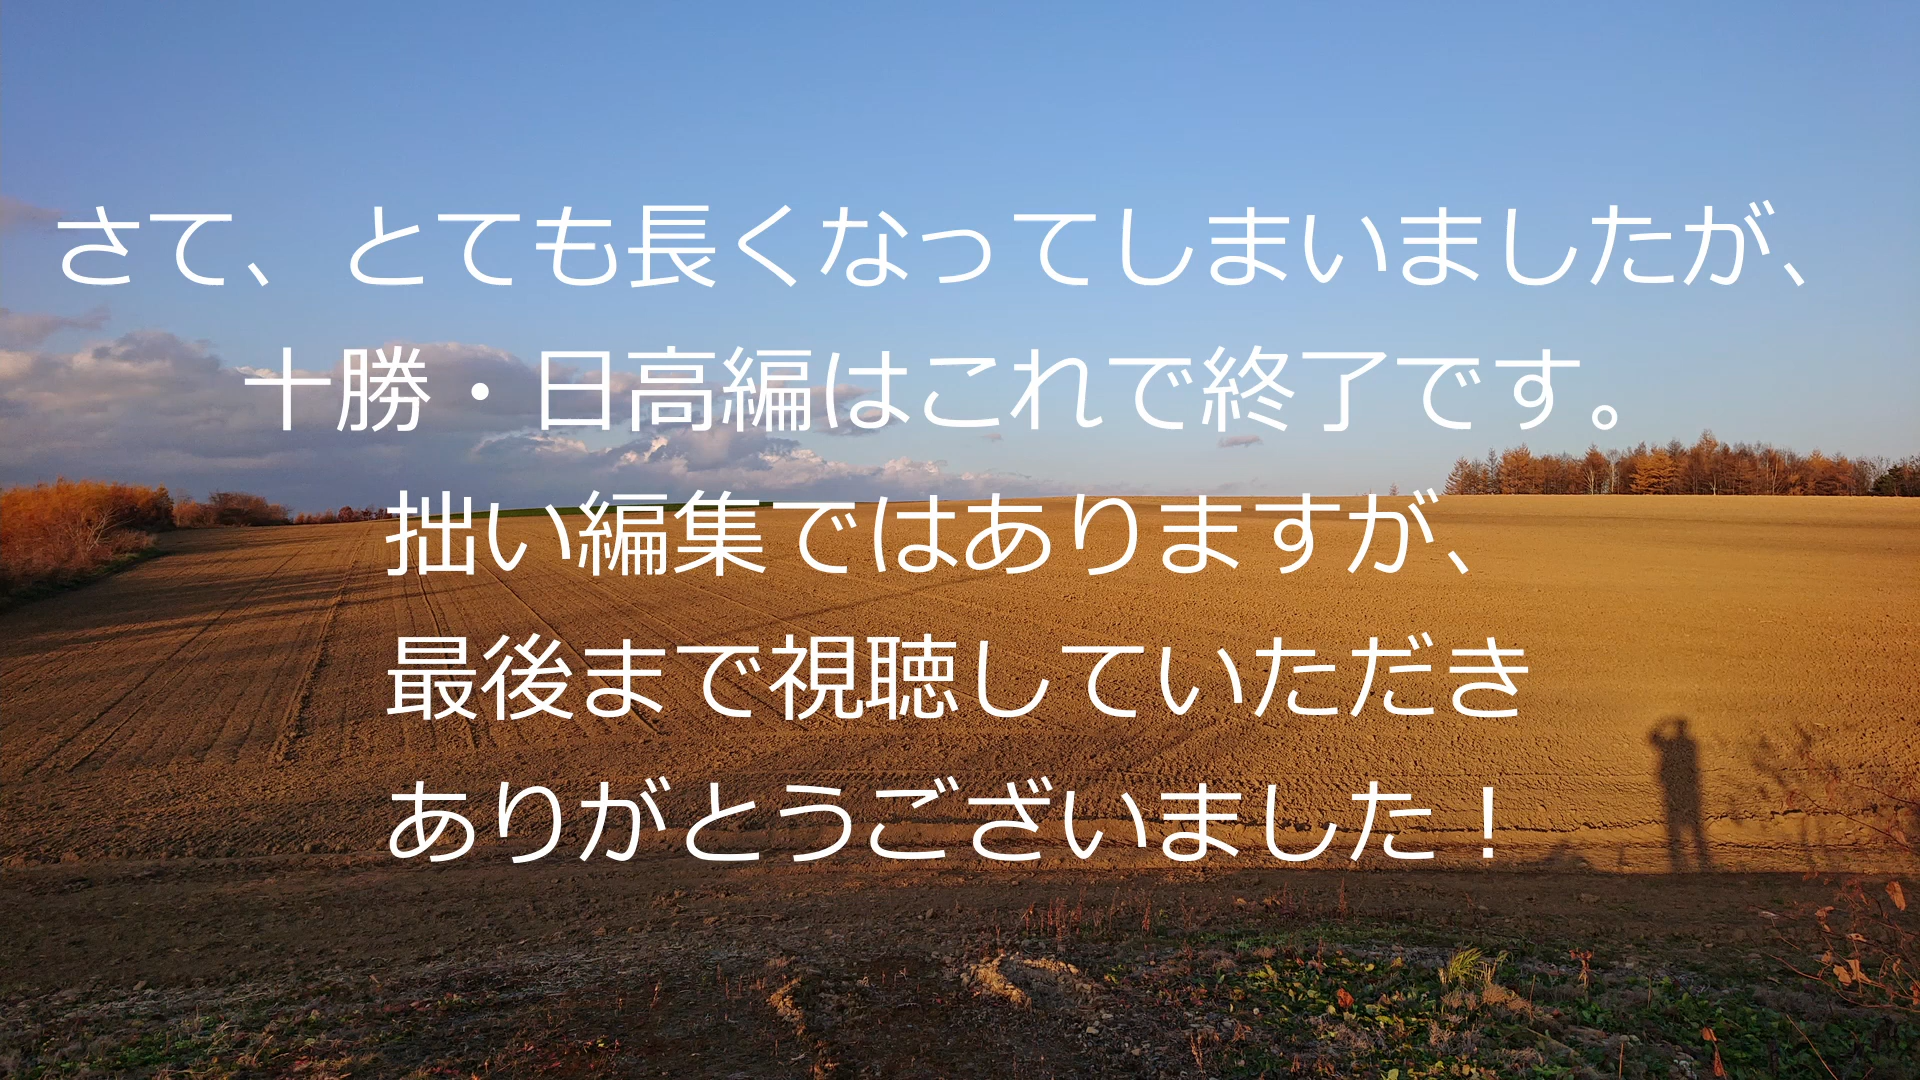 さて、とても長くなってしまいましたが、
十勝・日高編はこれで終了です。
拙い編集ではありますが、
最後まで視聴していただき
ありがとうございました！